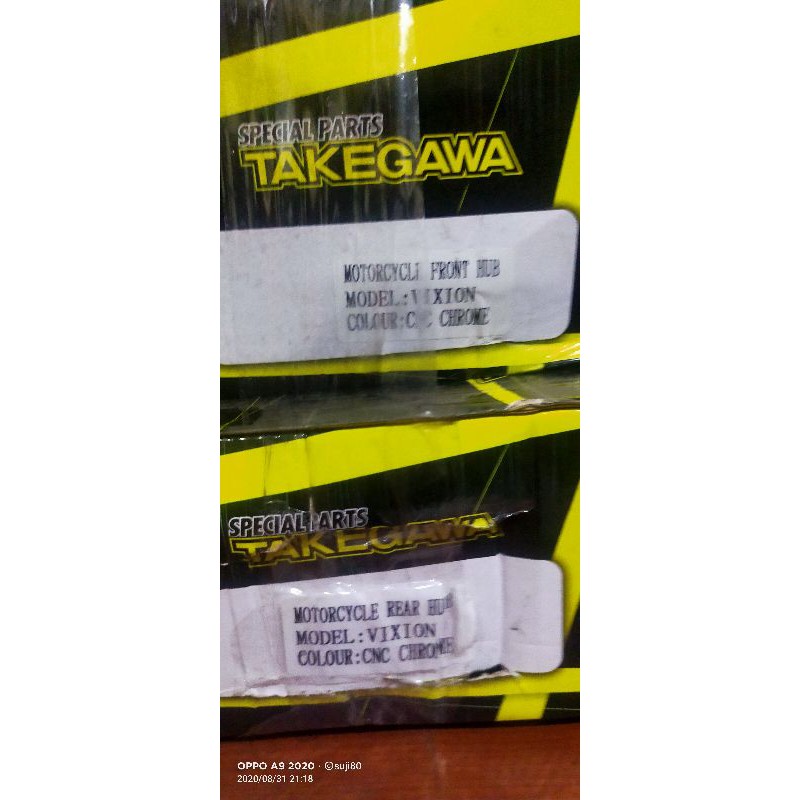 SPECIAL PARTS
TAKEGAWA
MOTORCYCLE FRONT HUB
MODEL:VIXION
COLOUR:CNC CHROME
SPECIAL PARTS
TAKEGAWA
MOTORCYCLE REAR HUB
MODEL:VIXION
COLOUR:CNC CHROME
OPPO A9 2020 · @suji80
2020/08/31 21:18